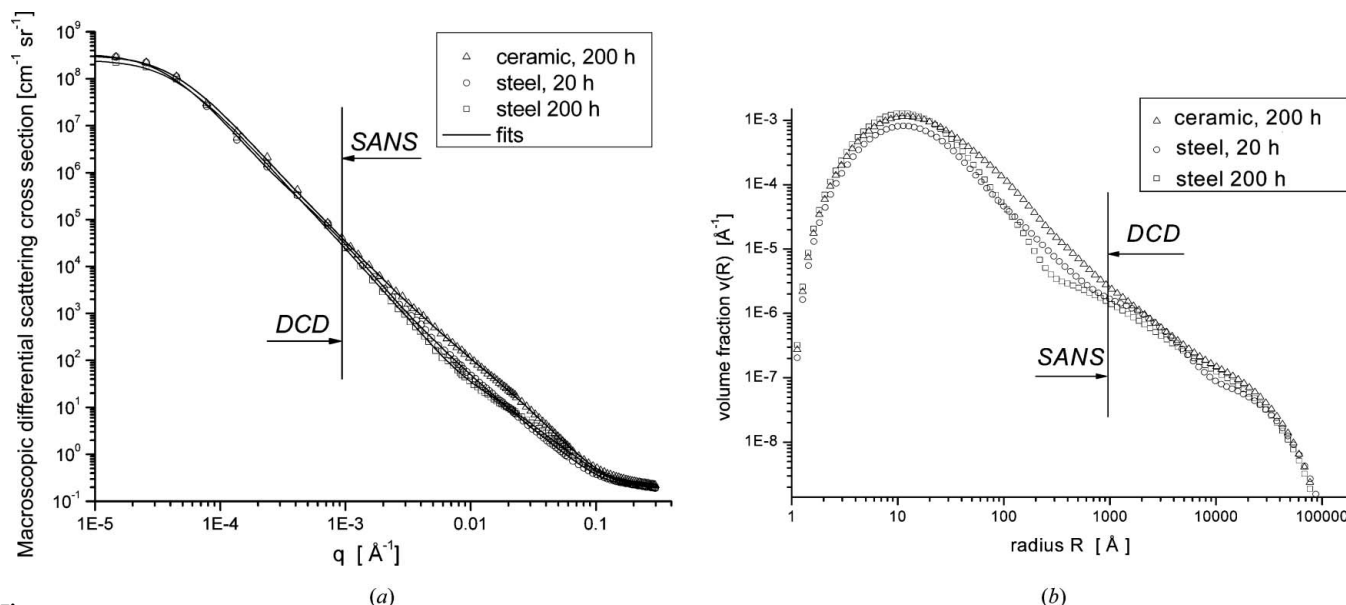 Macroscopic differential scattering cross section [cm⁻¹ sr⁻¹]
10⁹
10⁸
10⁷
10⁶
10⁵
10⁴
10³
10²
10¹
10⁰
10⁻¹
△ ceramic, 200 h
○ steel, 20 h
□ steel 200 h
— fits
SANS
DCD
1E-5 1E-4 1E-3 0.01 0.1
q [ Å⁻¹]
(a)
volume fraction v(R) [Å⁻¹]
1E-3
1E-4
1E-5
1E-6
1E-7
1E-8
△ ceramic, 200 h
○ steel, 20 h
□ steel 200 h
DCD
SANS
1 10 100 1000 10000 100000
radius R [ Å ]
(b)